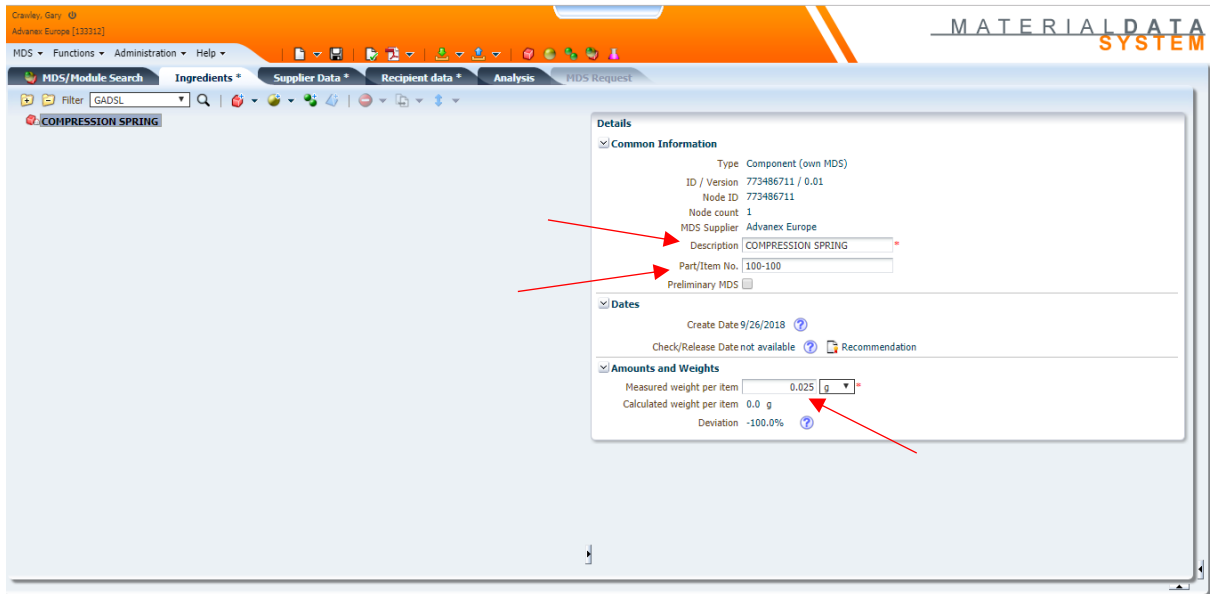 Crawley, Gary
Advanex Europe [133312]
MATERIALDATA
SYSTEM
MDS Functions Administration Help
MDS/Module Search Ingredients * Supplier Data * Recipient data * Analysis MDS Request
Filter GADSL
COMPRESSION SPRING
Details
Common Information
Type Component (own MDS)
ID / Version 773486711 / 0.01
Node ID 773486711
Node count 1
MDS Supplier Advanex Europe
Description COMPRESSION SPRING *
Part/Item No. 100-100
Preliminary MDS
Dates
Create Date 9/26/2018 ?
Check/Release Date not available ? Recommendation
Amounts and Weights
Measured weight per item 0.025 g *
Calculated weight per item 0.0 g
Deviation -100.0% ?